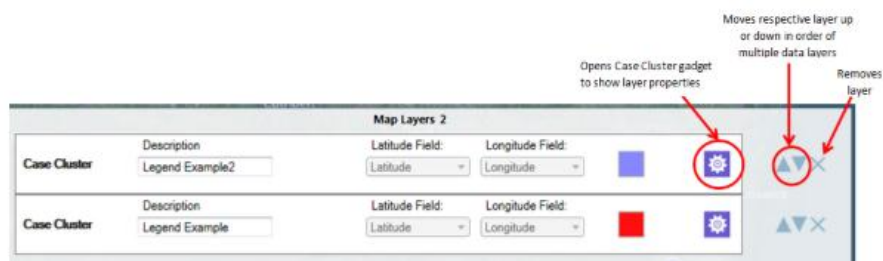 Moves respective layer up
or down in order of
multiple data layers
Opens Case Cluster gadget
to show layer properties
Removes
layer
Map Layers 2
Description
Latitude Field:
Longitude Field:
Case Cluster
Legend Example2
Latitude
Longitude
Description
Latitude Field:
Longitude Field:
Case Cluster
Legend Example
Latitude
Longitude